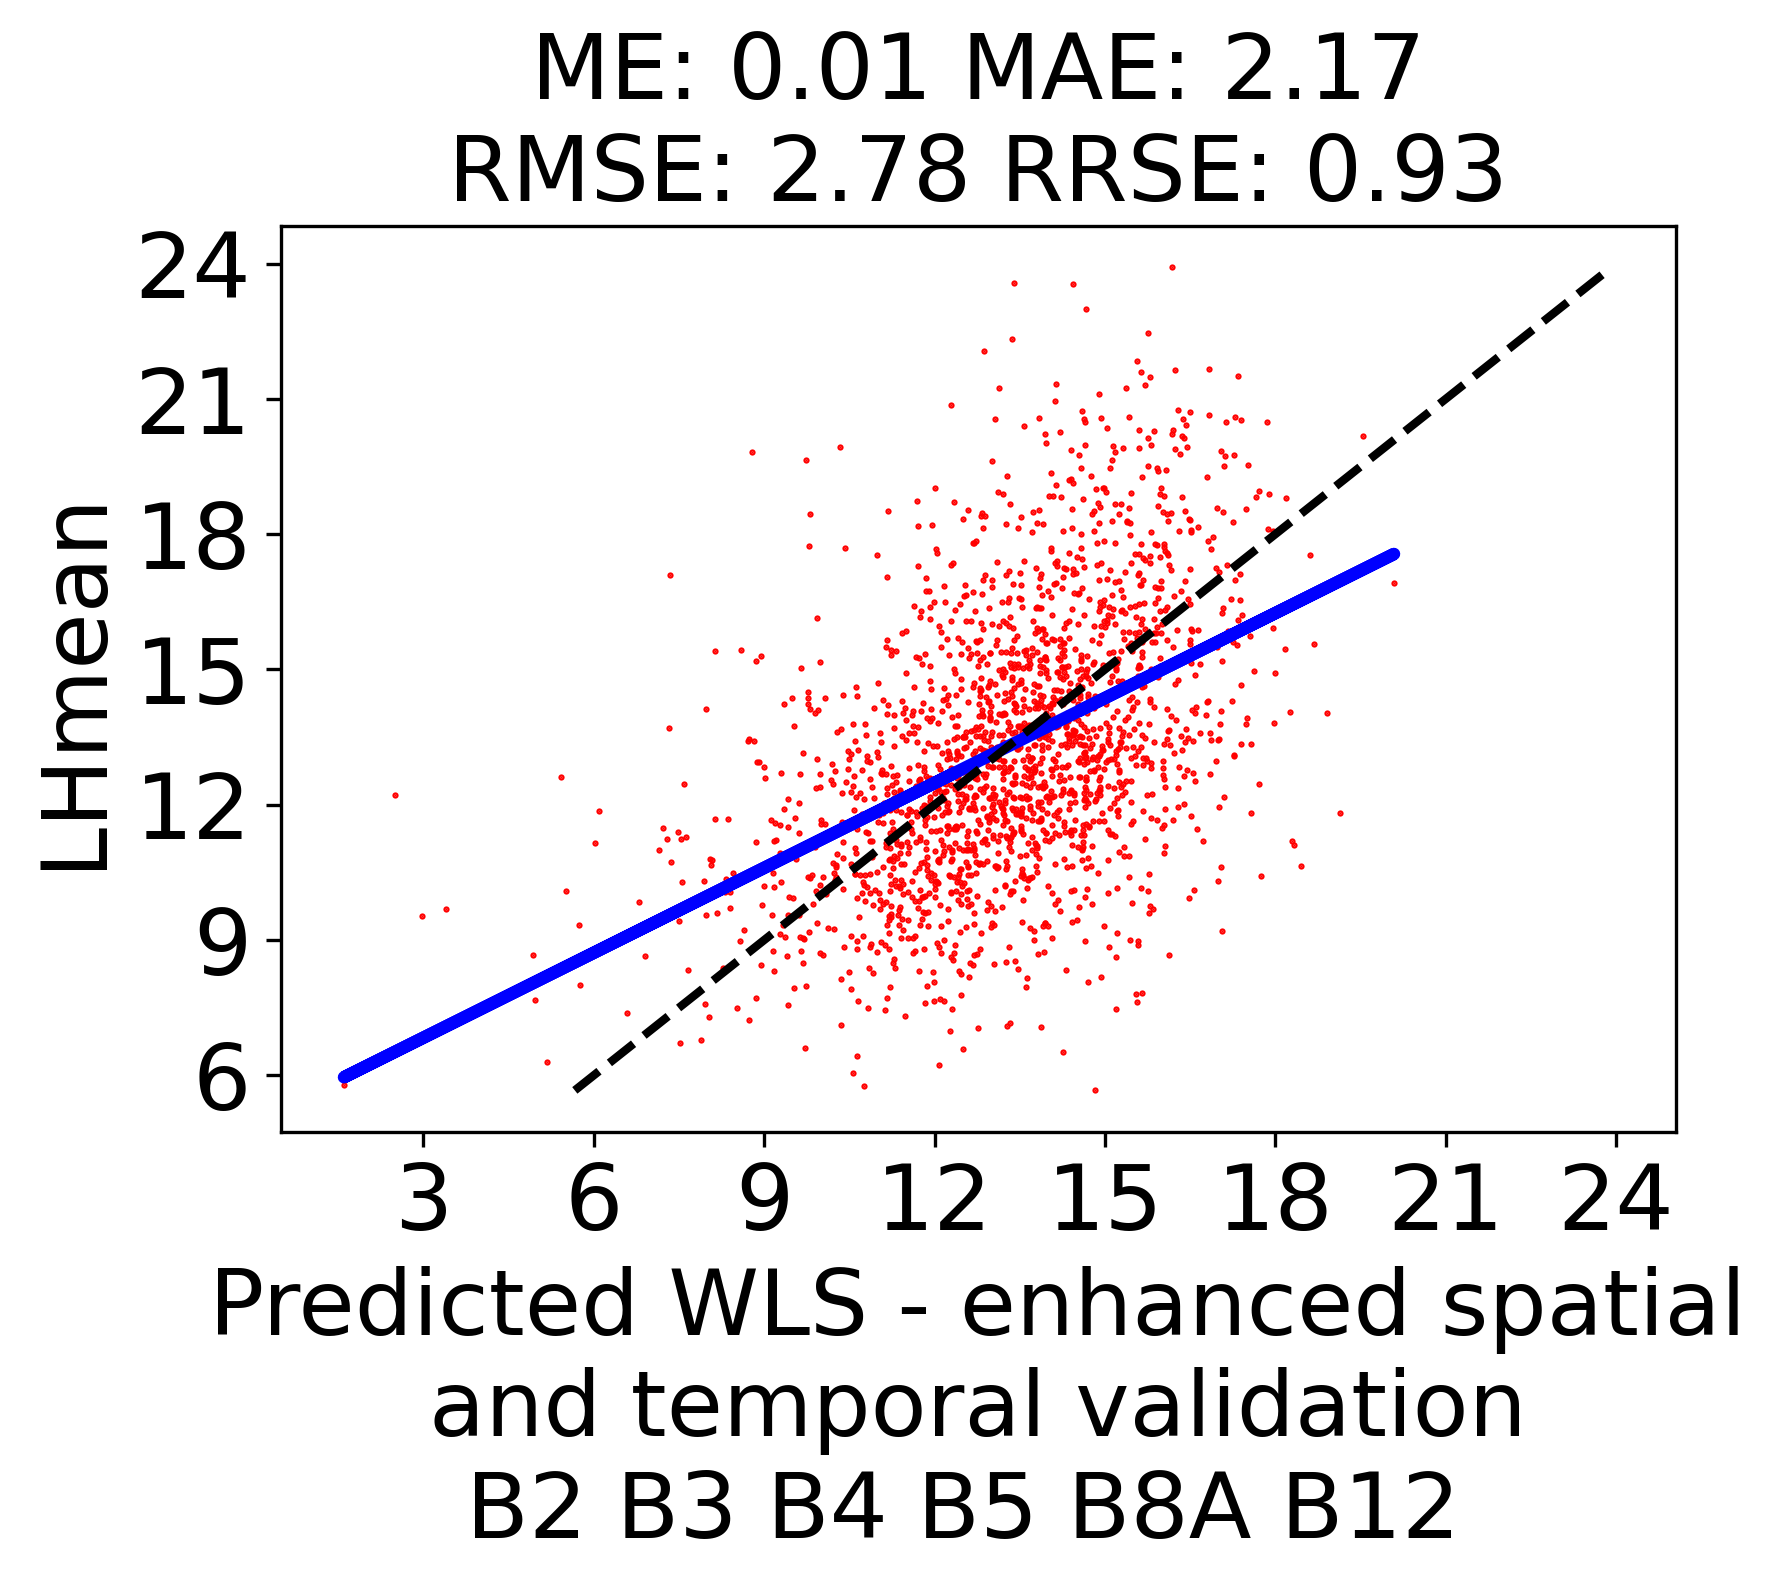 ME: 0.01 MAE: 2.17
RMSE: 2.78 RRSE: 0.93
24
21
18
15
12
9
6
LHmean
3 6 9 12 15 18 21 24
Predicted WLS - enhanced spatial
and temporal validation
B2 B3 B4 B5 B8A B12